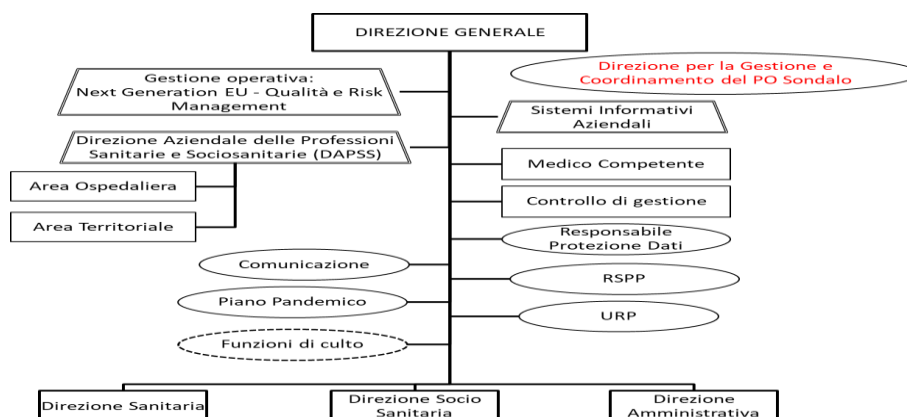 DIREZIONE GENERALE
Direzione per la Gestione e
Coordinamento del PO Sondalo
Gestione operativa:
Next Generation EU - Qualità e Risk
Management
Sistemi Informativi
Aziendali
Direzione Aziendale delle Professioni
Sanitarie e Sociosanitarie (DAPSS)
Medico Competente
Area Ospedaliera
Controllo di gestione
Area Territoriale
Responsabile
Protezione Dati
Comunicazione
RSPP
Piano Pandemico
URP
Funzioni di culto
Direzione Sanitaria
Direzione Socio
Sanitaria
Direzione
Amministrativa